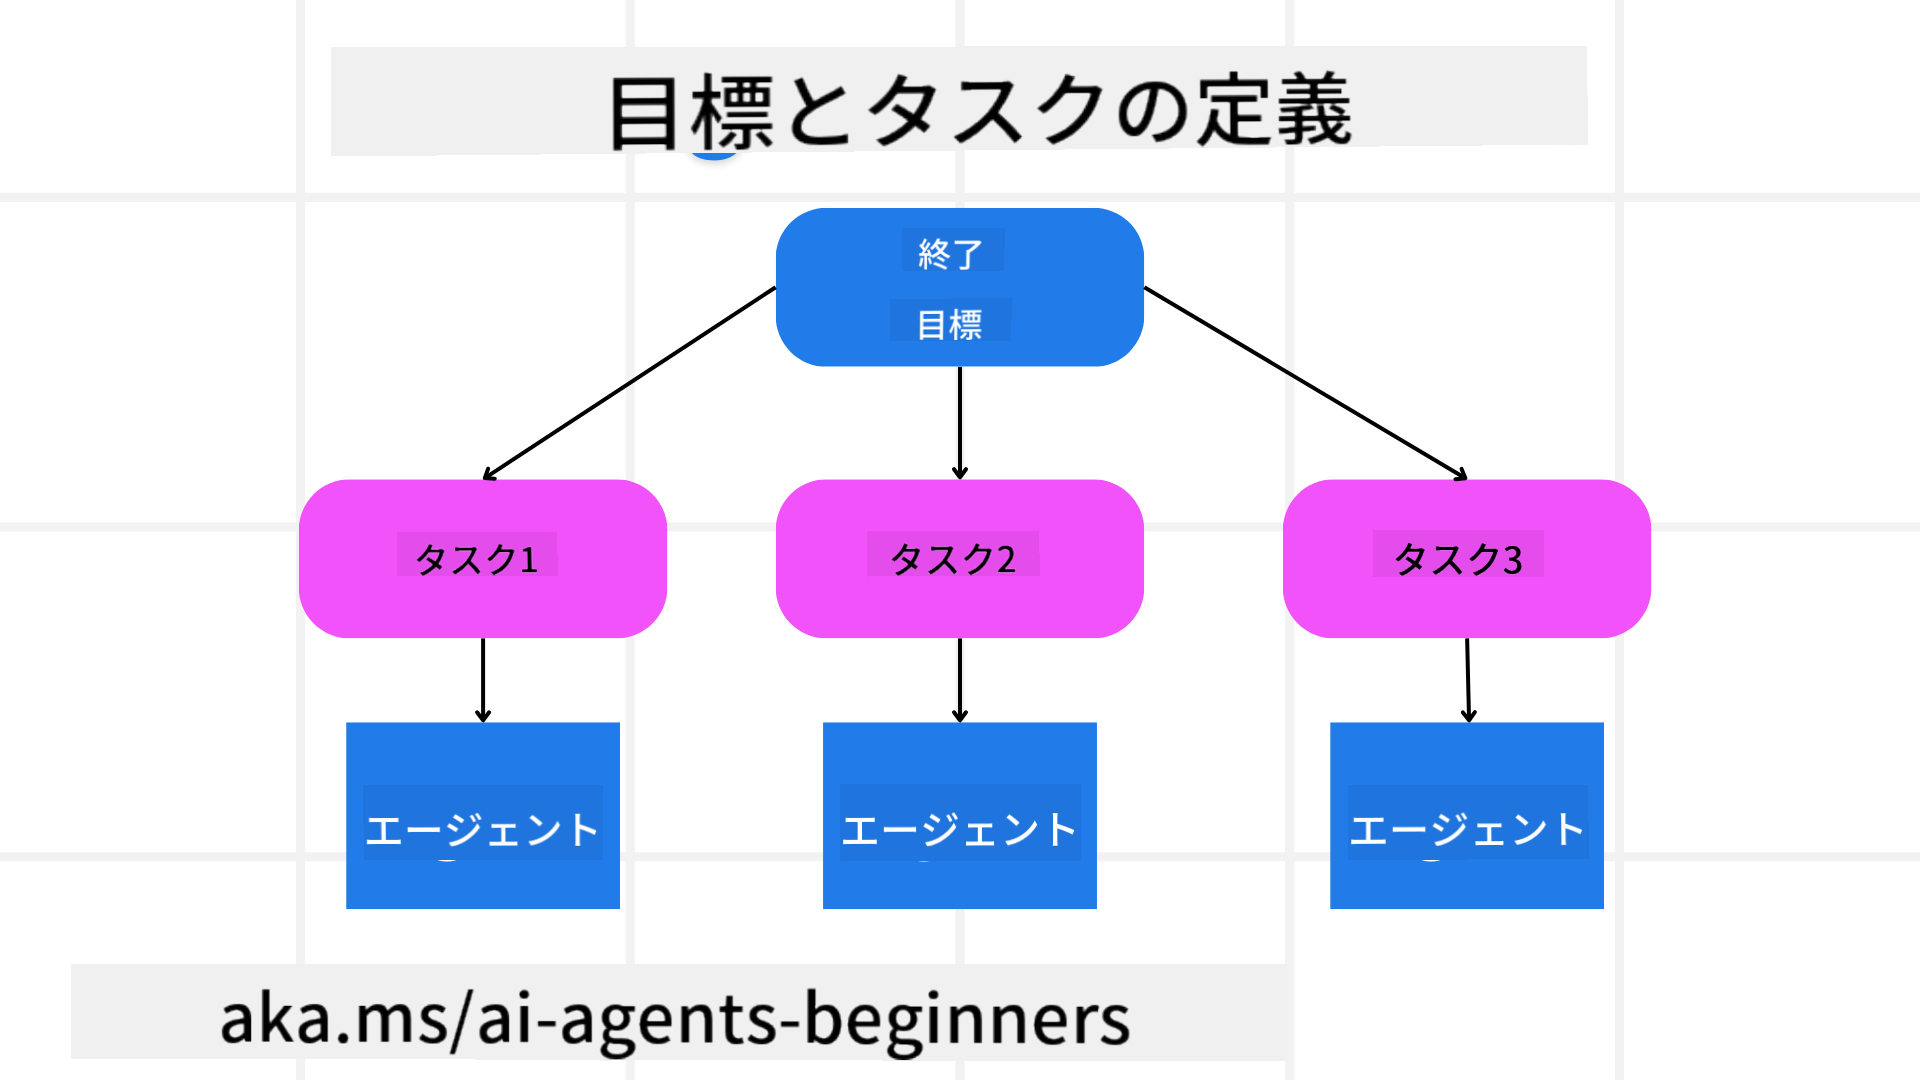 目標とタスクの定義
終了
目標
タスク1
タスク2
タスク3
エージェント
エージェント
エージェント
aka.ms/ai-agents-beginners